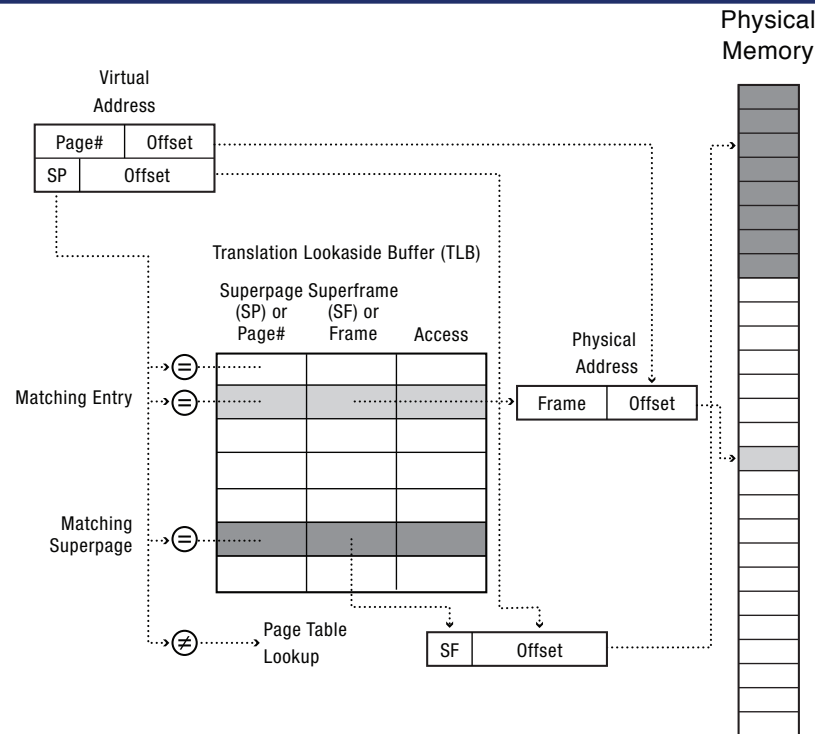 Physical
Memory
Virtual
Address
Page# Offset
SP Offset
Translation Lookaside Buffer (TLB)
Superpage Superframe
(SP) or (SF) or
Page# Frame Access
Physical
Address
=
Matching Entry = Frame Offset
Matching
Superpage =
≠ Page Table
Lookup
SF Offset